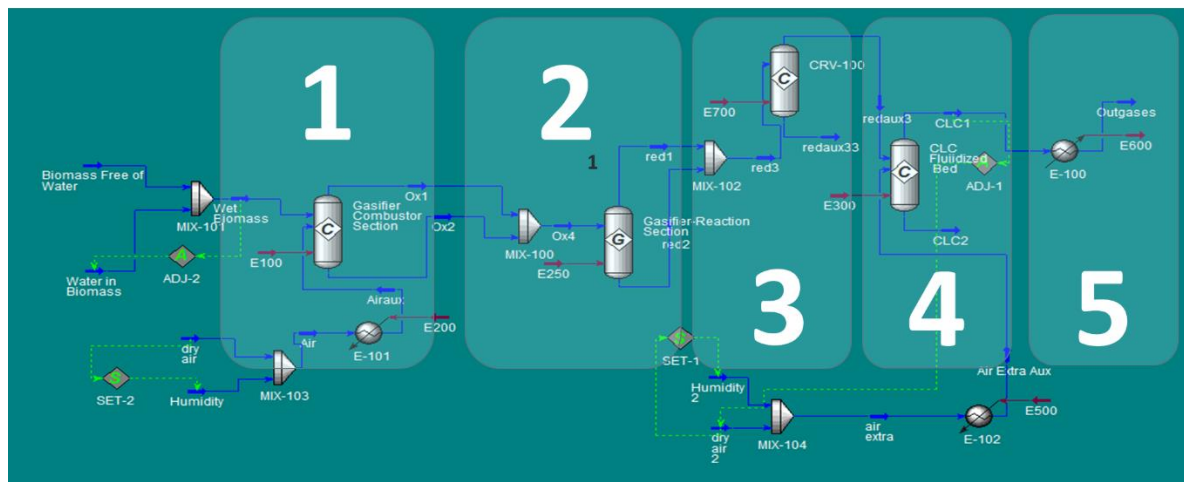 1
2
3
4
5
Biomass Free of
Water
MIX-101
Wet
Biomass
Water in
Biomass
ADJ-2
A
E100
C
Gasifier
Combustor
Section
Ox1
Ox2
MIX-100
Ox4
E250
1
G
Gasifier-Reaction
Section
red1
red2
MIX-102
red3
E700
C
CRV-100
redaux33
redaux3
E300
C
CLC1
CLC
Fluidized
Bed
CLC2
A
ADJ-1
E-100
Outgases
E600
Airaux
E200
E-101
Air
dry
air
S
SET-2
Humidity
MIX-103
S
SET-1
Humidity
2
dry
air
2
MIX-104
air
extra
E-102
E500
Air Extra Aux